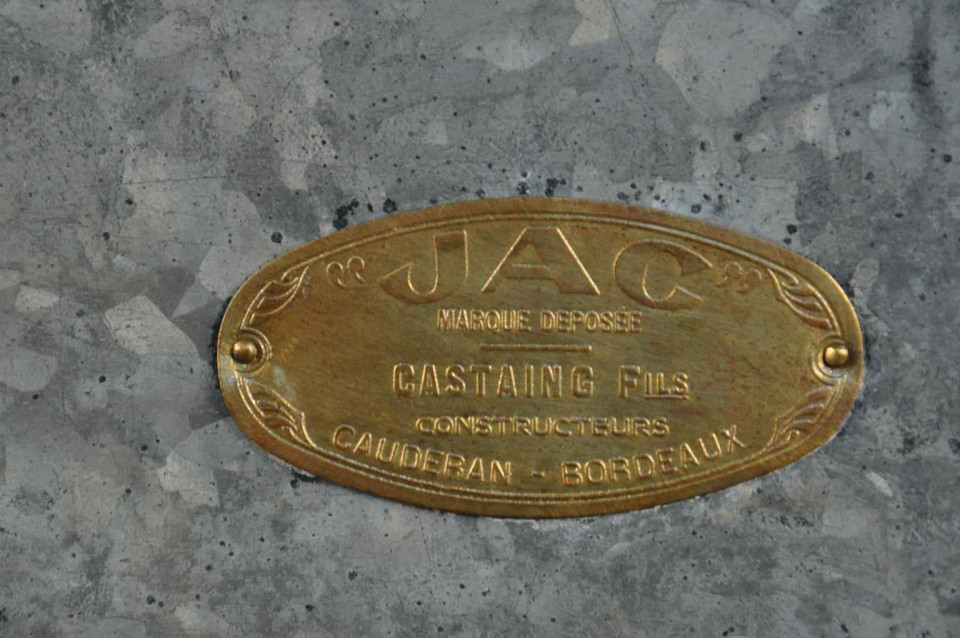 JAC
MARQUE DEPOSÉE
CASTAING FILS
CONSTRUCTEURS
CAUDERAN - BORDEAUX